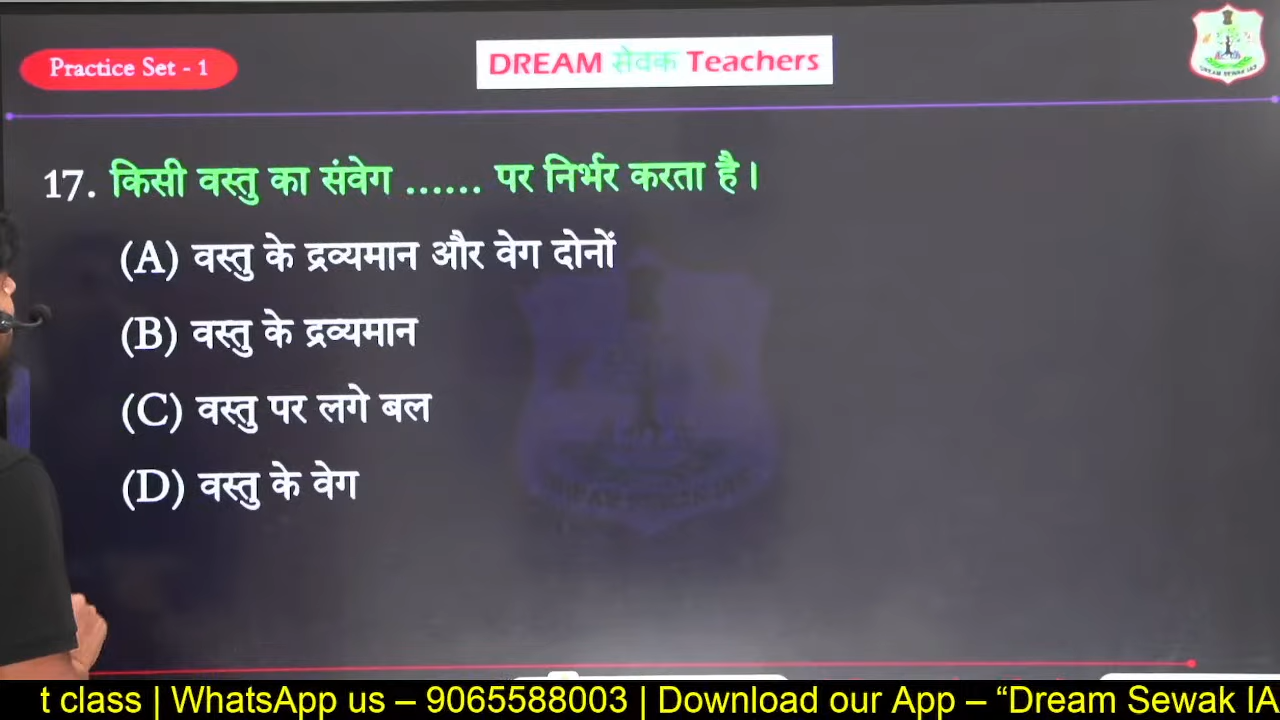 Practice Set - 1
DREAM सेवक Teachers
17. किसी वस्तु का संवेग ...... पर निर्भर करता है।
(A) वस्तु के द्रव्यमान और वेग दोनों
(B) वस्तु के द्रव्यमान
(C) वस्तु पर लगे बल
(D) वस्तु के वेग
t class | WhatsApp us – 9065588003 | Download our App – “Dream Sewak IA